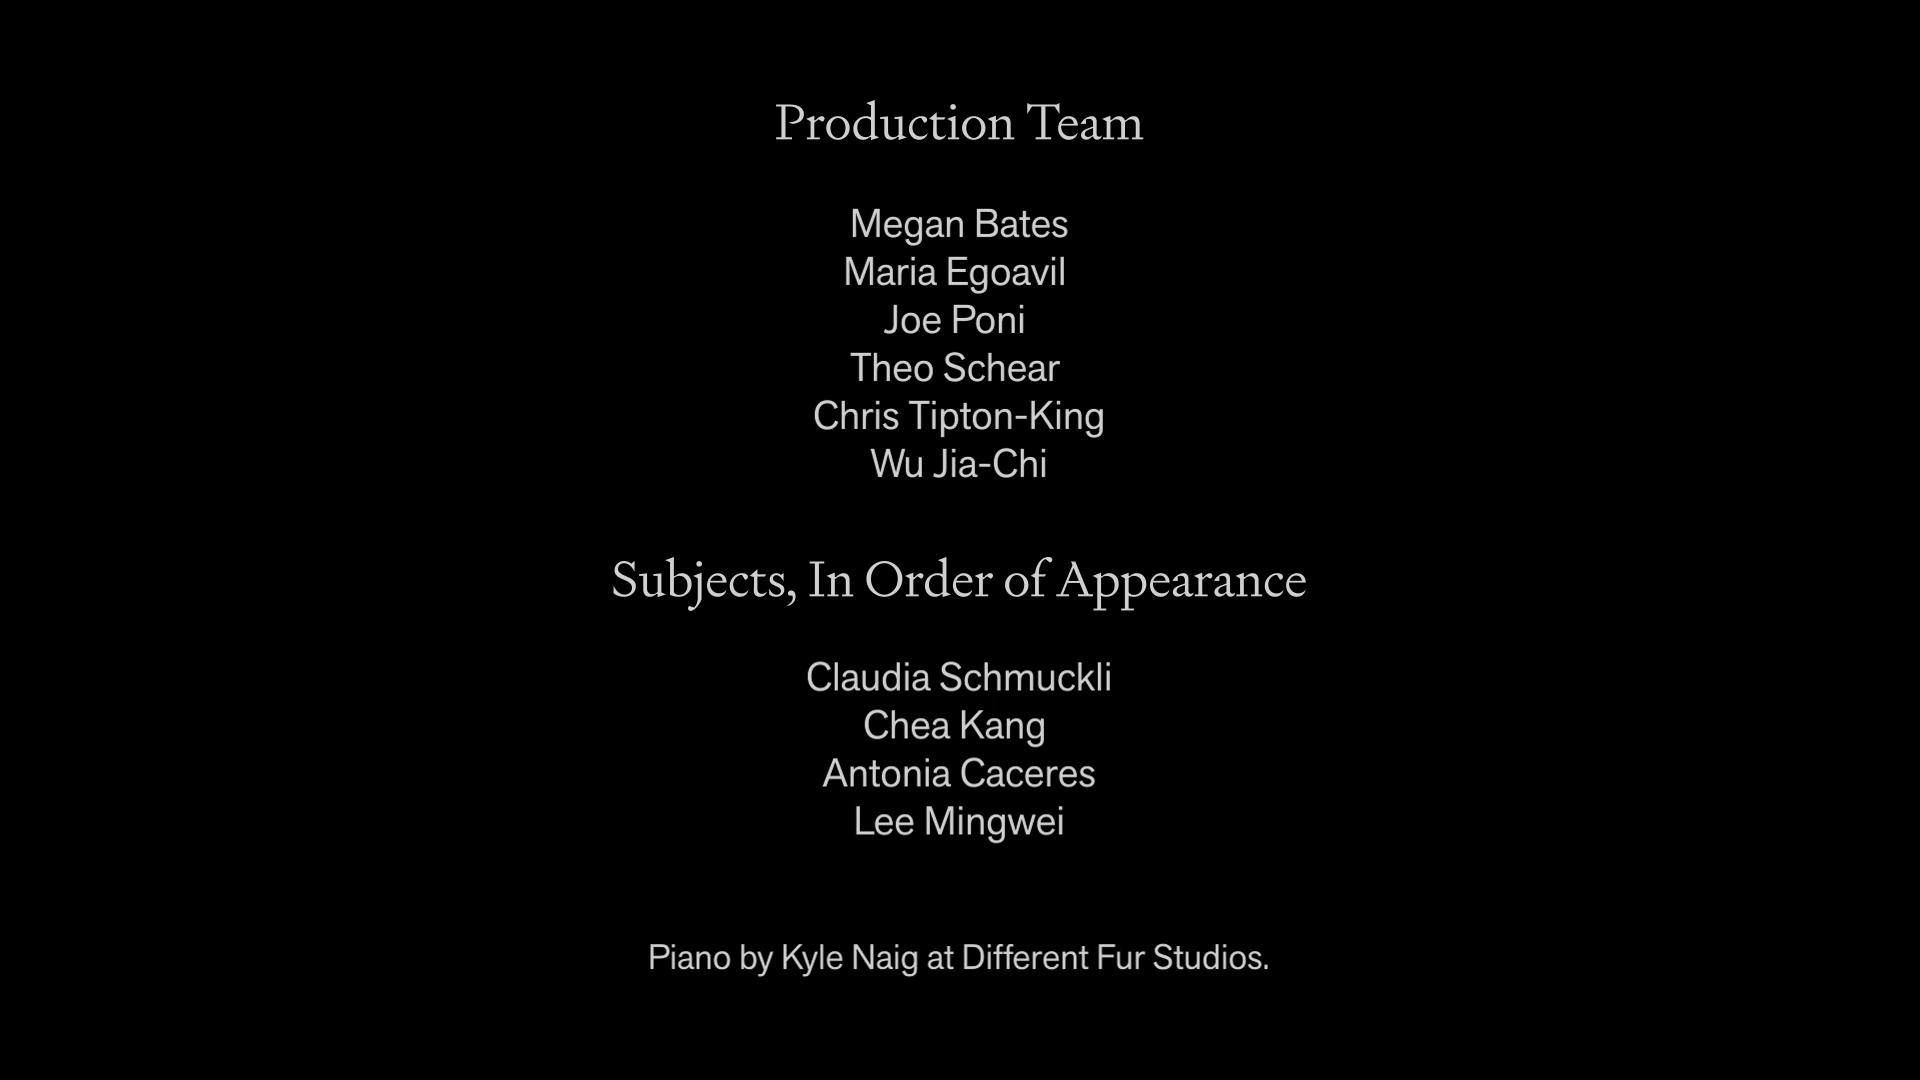 Production Team
Megan Bates
Maria Egoavil
Joe Poni
Theo Schear
Chris Tipton-King
Wu Jia-Chi
Subjects, In Order of Appearance
Claudia Schmuckli
Chea Kang
Antonia Caceres
Lee Mingwei
Piano by Kyle Naig at Different Fur Studios.